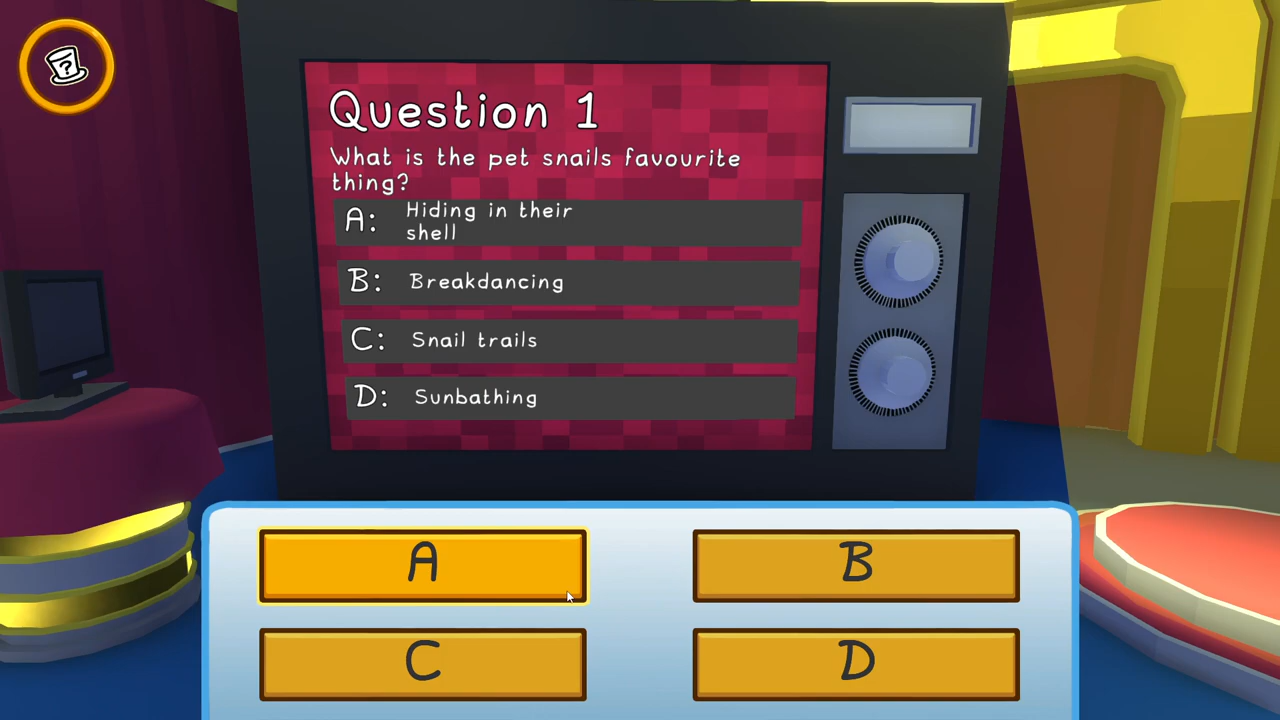 Question 1
What is the pet snails favourite
thing?
A: Hiding in their
shell
B: Breakdancing
C: Snail trails
D: Sunbathing
?
A
B
C
D